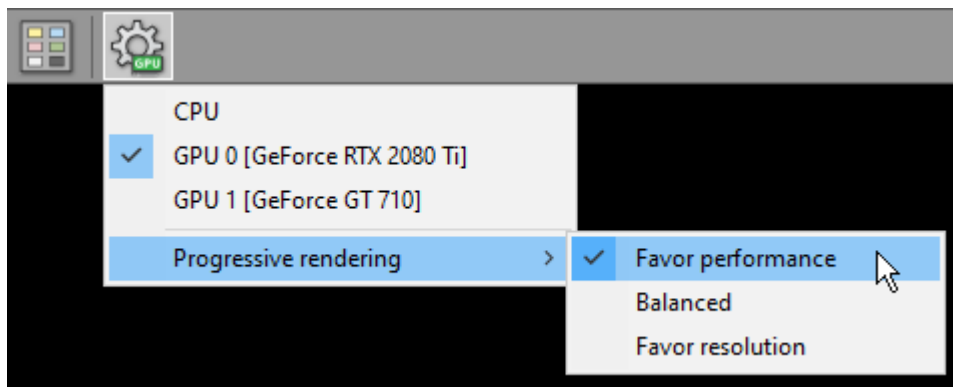 GPU
CPU
GPU 0 [GeForce RTX 2080 Ti]
GPU 1 [GeForce GT 710]
Progressive rendering
Favor performance
Balanced
Favor resolution